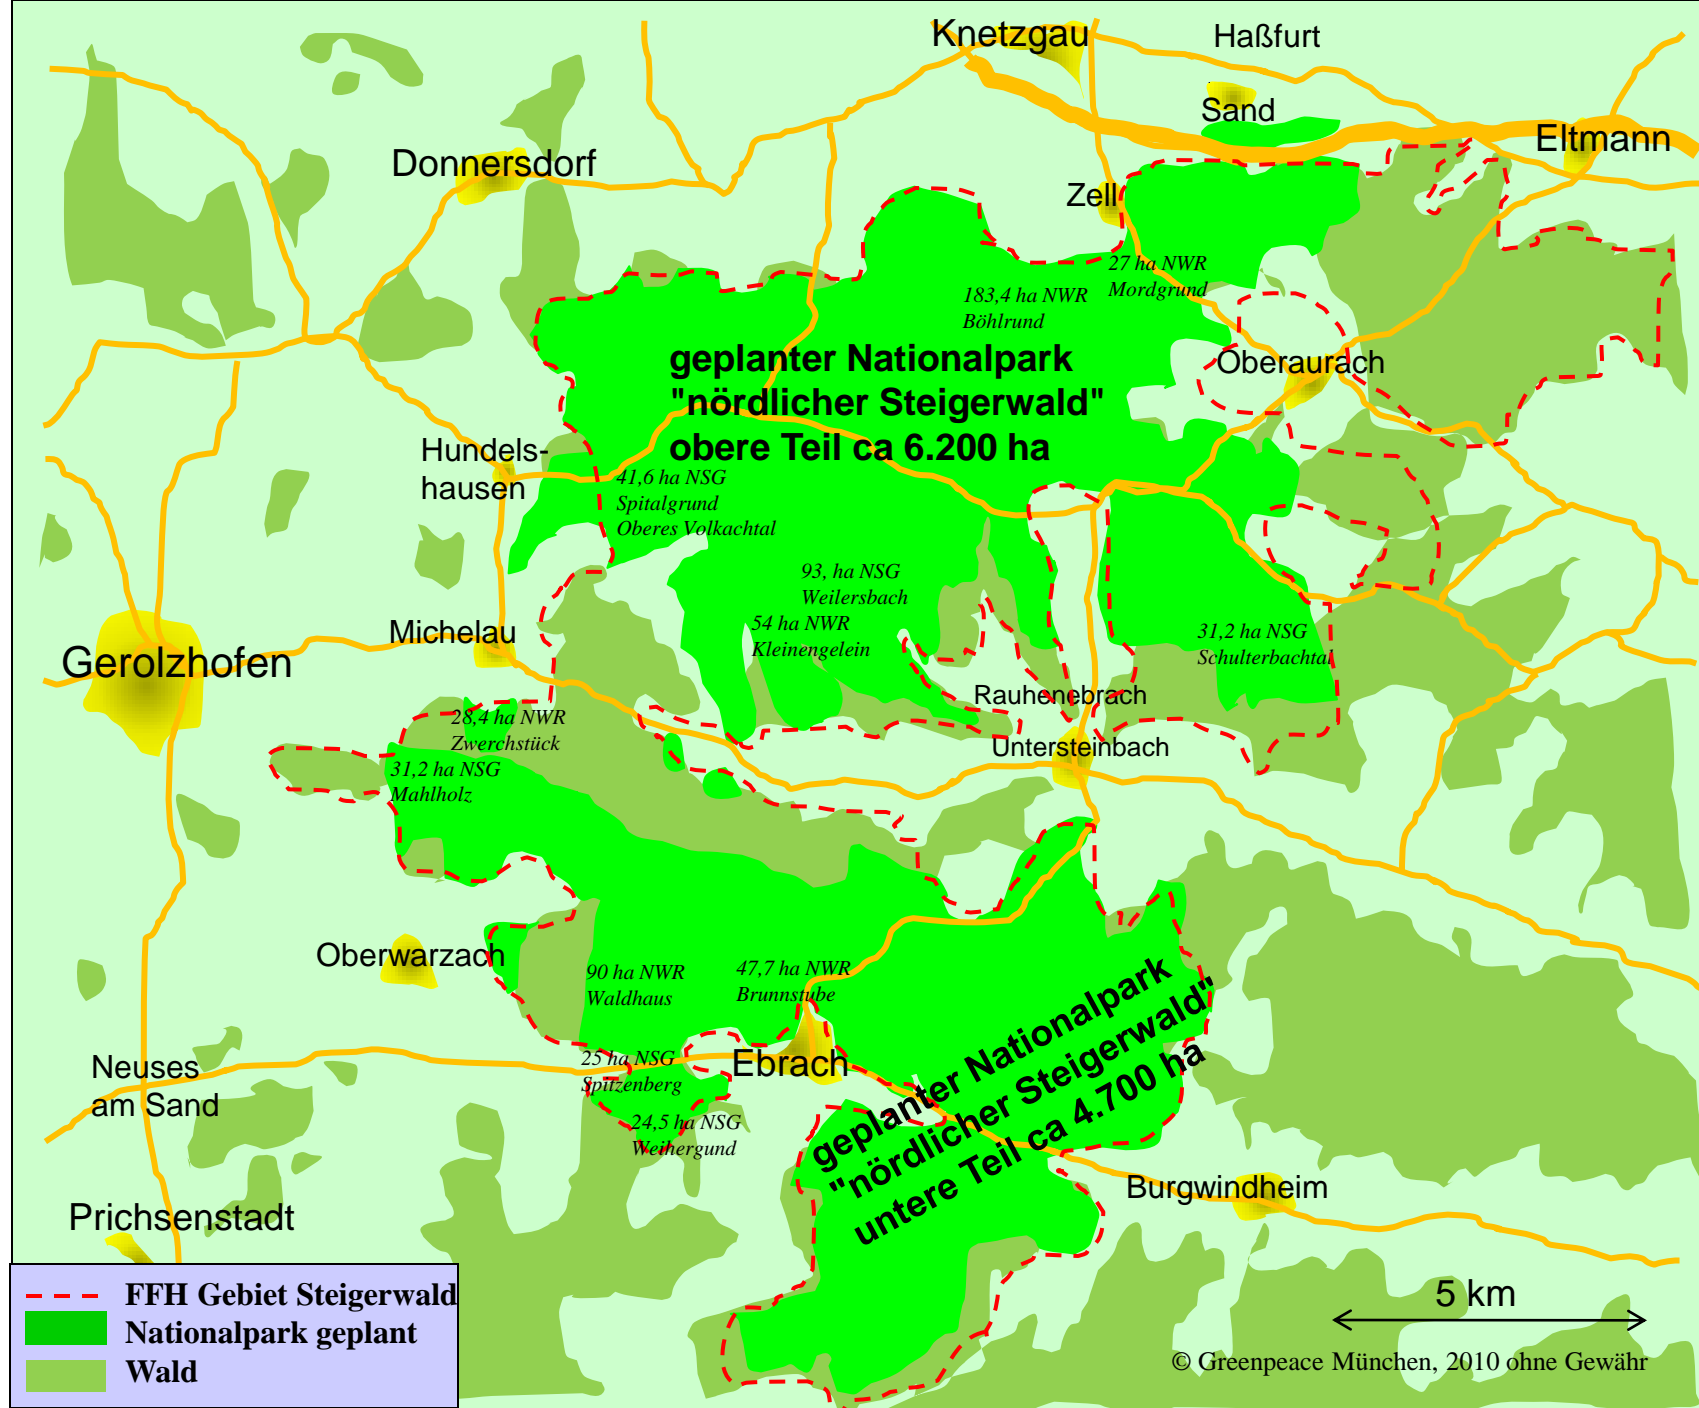 Knetzgau
Haßfurt
Sand
Eltmann
Donnersdorf
Zell
27 ha NWR
Mordgrund
183,4 ha NWR
Böhlrund
geplanter Nationalpark
"nördlicher Steigerwald"
obere Teil ca 6.200 ha
Oberaurach
Hundels-
hausen
41,6 ha NSG
Spitalgrund
Oberes Volkachtal
93, ha NSG
Weilersbach
54 ha NWR
Kleinengelein
Michelau
Gerolzhofen
31,2 ha NSG
Schulterbachtal
Rauhenebrach
28,4 ha NWR
Zwerchstück
Untersteinbach
31,2 ha NSG
Mahlholz
Oberwarzach
90 ha NWR
Waldhaus
47,7 ha NWR
Brunnstube
geplanter Nationalpark
"nördlicher Steigerwald"
untere Teil ca 4.700 ha
Neuses
am Sand
25 ha NSG
Spitzenberg
Ebrach
24,5 ha NSG
Weihergund
Burgwindheim
Prichsenstadt
FFH Gebiet Steigerwald
Nationalpark geplant
Wald
5 km
© Greenpeace München, 2010 ohne Gewähr